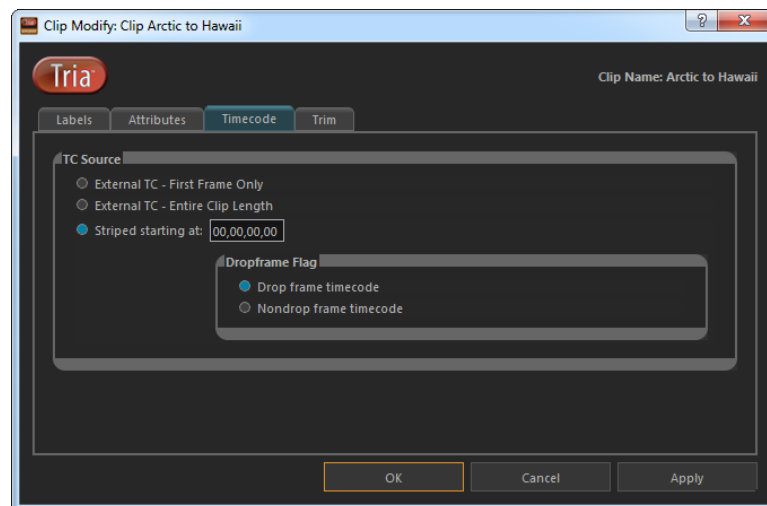 Clip Modify: Clip Arctic to Hawaii
Tria™
Clip Name: Arctic to Hawaii
Labels Attributes Timecode Trim
TC Source
External TC - First Frame Only
External TC - Entire Clip Length
Striped starting at: 00,00,00,00
Dropframe Flag
Drop frame timecode
Nondrop frame timecode
OK Cancel Apply